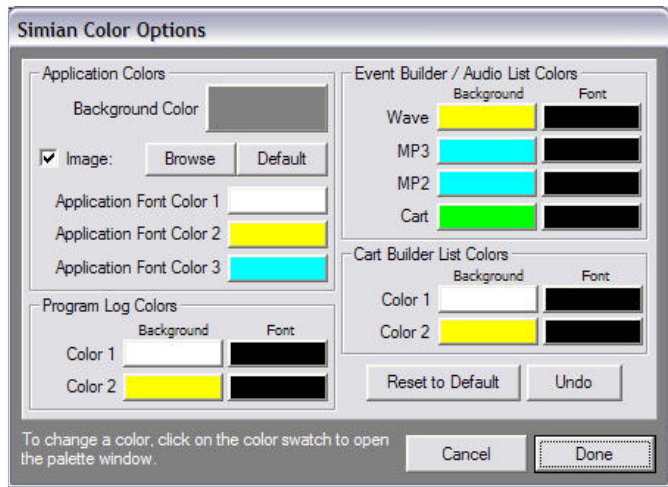 Simian Color Options
Application Colors
Background Color
Image: Browse Default
Application Font Color 1
Application Font Color 2
Application Font Color 3
Program Log Colors
Background Font
Color 1
Color 2
Event Builder / Audio List Colors
Background Font
Wave
MP3
MP2
Cart
Cart Builder List Colors
Background Font
Color 1
Color 2
Reset to Default Undo
To change a color, click on the color swatch to open
the palette window.
Cancel Done